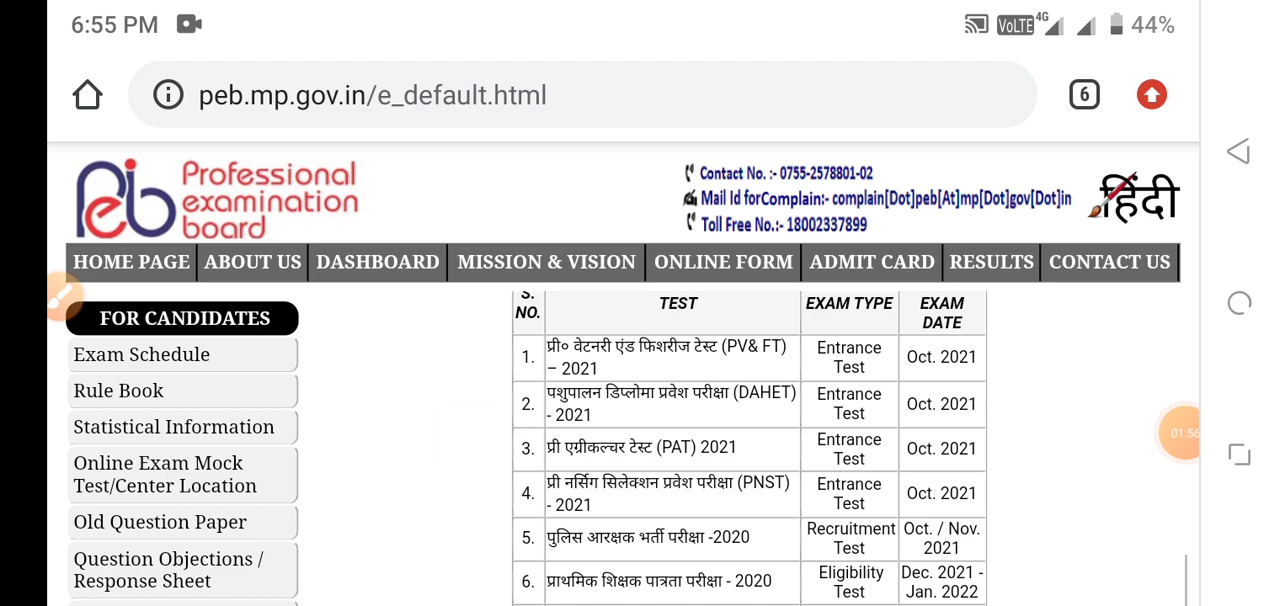 6:55 PM
VoLTE 4G 44%
peb.mp.gov.in/e_default.html
6
Peb Professional examination board
Contact No. :- 0755-2578801-02
Mail Id forComplain:- complain[Dot]peb[At]mp[Dot]gov[Dot]in
Toll Free No.:- 18002337899
हिंदी
HOME PAGE ABOUT US DASHBOARD MISSION & VISION ONLINE FORM ADMIT CARD RESULTS CONTACT US
FOR CANDIDATES
Exam Schedule
Rule Book
Statistical Information
Online Exam Mock
Test/Center Location
Old Question Paper
Question Objections /
Response Sheet
S. NO. TEST EXAM TYPE EXAM DATE
1. प्री० वेटनरी एंड फिशरीज टेस्ट (PV& FT) – 2021 Entrance Test Oct. 2021
2. पशुपालन डिप्लोमा प्रवेश परीक्षा (DAHET) - 2021 Entrance Test Oct. 2021
3. प्री एग्रीकल्चर टेस्ट (PAT) 2021 Entrance Test Oct. 2021
4. प्री नर्सिग सिलेक्शन प्रवेश परीक्षा (PNST) - 2021 Entrance Test Oct. 2021
5. पुलिस आरक्षक भर्ती परीक्षा -2020 Recruitment Test Oct. / Nov. 2021
6. प्राथमिक शिक्षक पात्रता परीक्षा - 2020 Eligibility Test Dec. 2021 - Jan. 2022
01:56